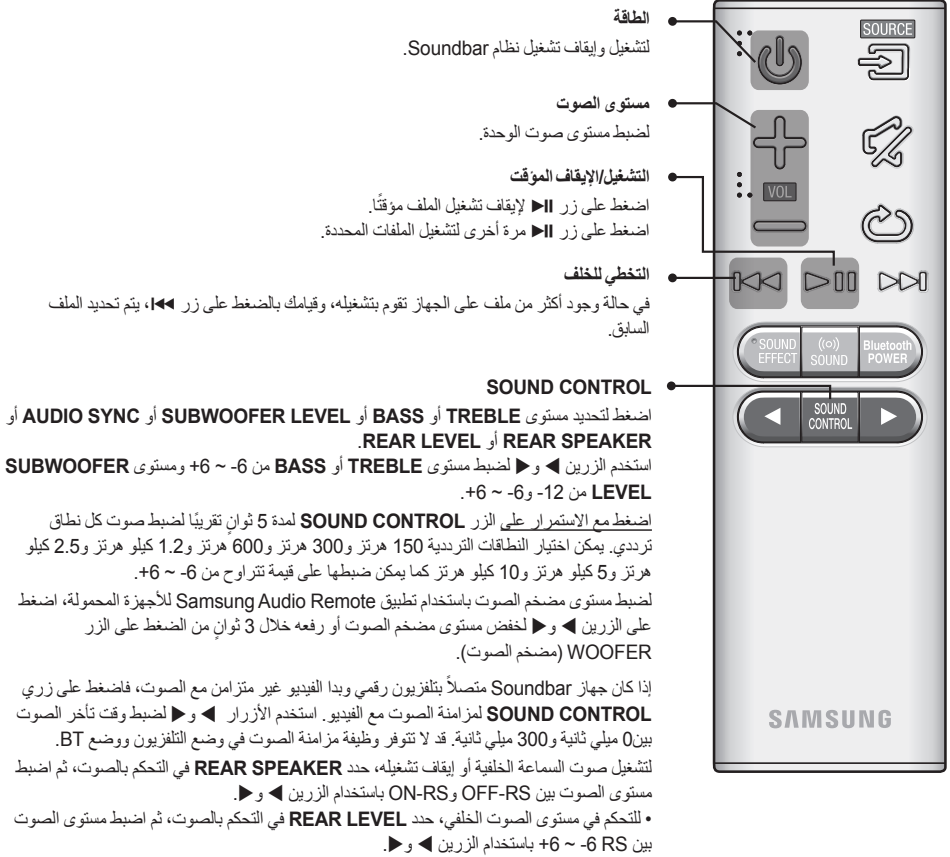 الطاقة
لتشغيل وإيقاف تشغيل نظام Soundbar.
مستوى الصوت
لضبط مستوى صوت الوحدة.
التشغيل/الإيقاف المؤقت
اضغط على زر ►II لإيقاف تشغيل الملف مؤقتًا.
اضغط على زر ►II مرة أخرى لتشغيل الملفات المحددة.
التخطي للخلف
في حالة وجود أكثر من ملف على الجهاز تقوم بتشغيله، وقيامك بالضغط على زر I◄◄، يتم تحديد الملف
السابق.
SOUND CONTROL
اضغط لتحديد مستوى TREBLE أو BASS أو SUBWOOFER LEVEL أو AUDIO SYNC أو
REAR SPEAKER أو REAR LEVEL.
استخدم الزرين ◄ و► لضبط مستوى TREBLE أو BASS من 6- ~ 6+ ومستوى SUBWOOFER
LEVEL من 12- و6- ~ 6+.
اضغط مع الاستمرار على الزر SOUND CONTROL لمدة 5 ثوانٍ تقريبًا لضبط صوت كل نطاق
ترددي. يمكن اختيار النطاقات الترددية 150 هرتز و300 هرتز و600 هرتز و1.2 كيلو هرتز و2.5 كيلو
هرتز و5 كيلو هرتز و10 كيلو هرتز كما يمكن ضبطها على قيمة تتراوح من 6- ~ 6+.
لضبط مستوى مضخم الصوت باستخدام تطبيق Samsung Audio Remote للأجهزة المحمولة، اضغط
على الزرين ◄ و► لخفض مستوى مضخم الصوت أو رفعه خلال 3 ثوانٍ من الضغط على الزر
WOOFER (مضخم الصوت).
إذا كان جهاز Soundbar متصلاً بتلفزيون رقمي وبدا الفيديو غير متزامن مع الصوت، فاضغط على زري
SOUND CONTROL لمزامنة الصوت مع الفيديو. استخدم الأزرار ◄ و► لضبط وقت تأخر الصوت
بين0 ميلي ثانية و300 ميلي ثانية. قد لا تتوفر وظيفة مزامنة الصوت في وضع التلفزيون ووضع BT.
لتشغيل صوت السماعة الخلفية أو إيقاف تشغيله، حدد REAR SPEAKER في التحكم بالصوت، ثم اضبط
مستوى الصوت بين OFF-RS وON-RS باستخدام الزرين ◄ و►.
• للتحكم في مستوى الصوت الخلفي، حدد REAR LEVEL في التحكم بالصوت، ثم اضبط مستوى الصوت
بين RS -6 ~ +6 باستخدام الزرين ◄ و►.
SOURCE
VOL
SOUND
EFFECT
SOUND
Bluetooth
POWER
SOUND
CONTROL
SAMSUNG